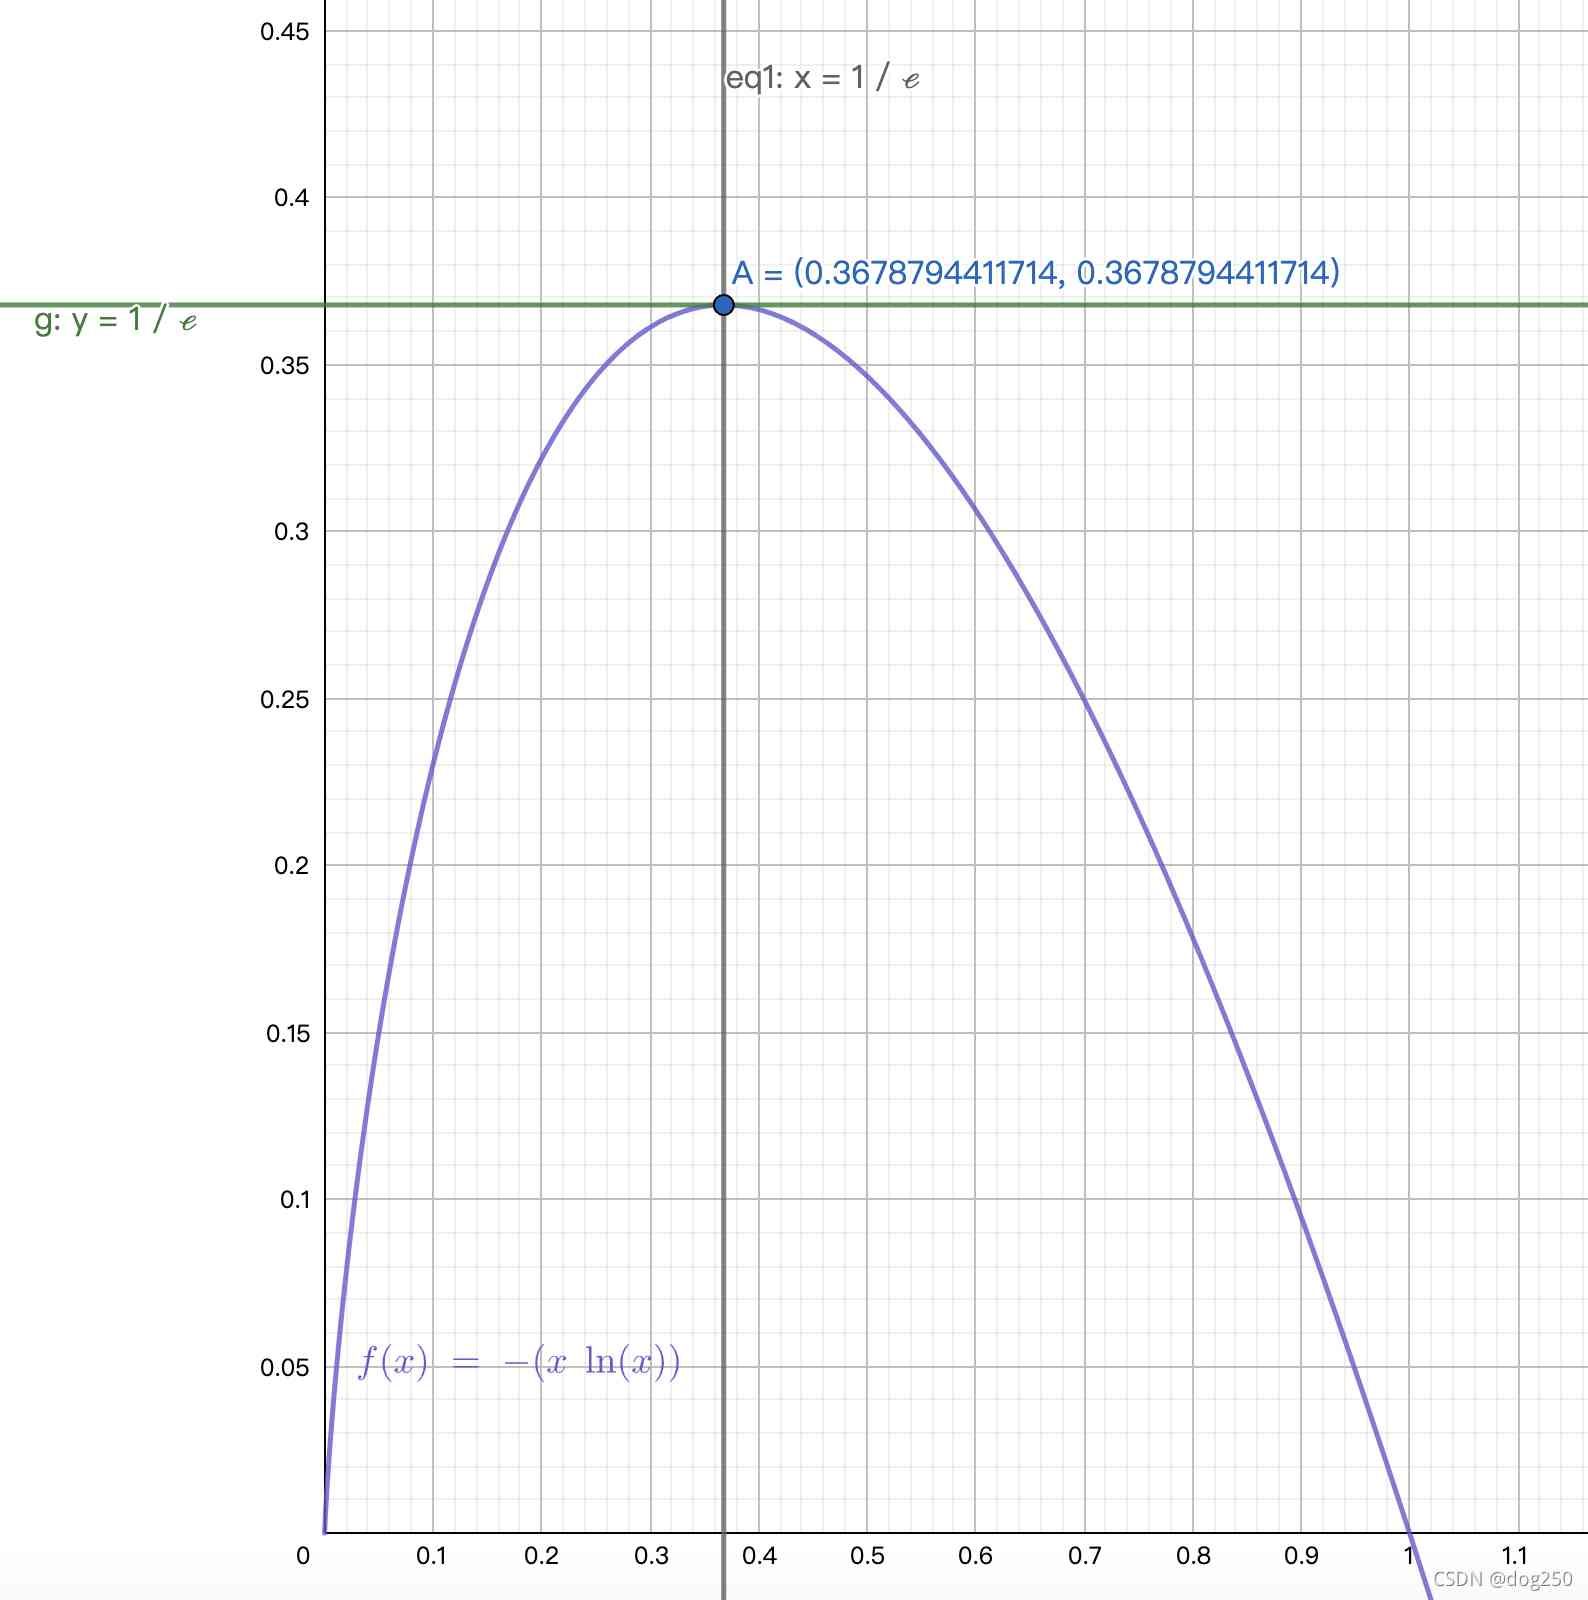 0.45
eq1: x = 1 / ℯ
0.4
A = (0.3678794411714, 0.3678794411714)
g: y = 1 / ℯ
0.35
0.3
0.25
0.2
0.15
0.1
f(x) = −(x ln(x))
0.05
0 0.1 0.2 0.3 0.4 0.5 0.6 0.7 0.8 0.9 1 1.1
CSDN @dog250